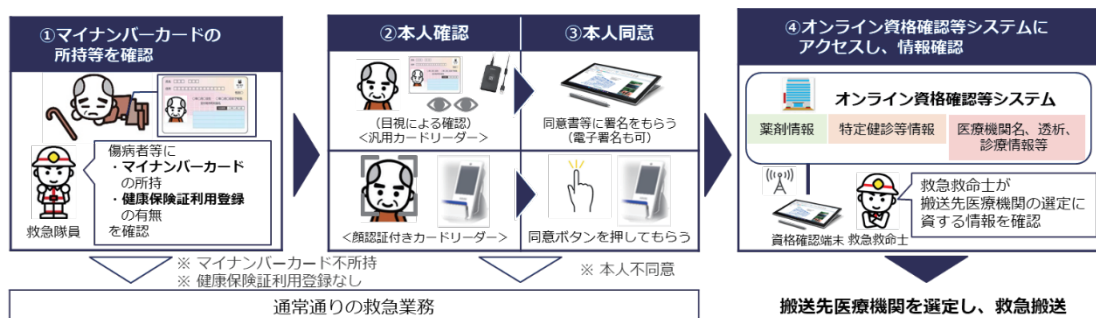 ①マイナンバーカードの
所持等を確認
傷病者等に
・マイナンバーカード
の所持
・健康保険証利用登録
の有無
を確認
救急隊員
②本人確認
③本人同意
(目視による確認)
<汎用カードリーダー>
同意書等に署名をもらう
(電子署名も可)
<顔認証付きカードリーダー>
同意ボタンを押してもらう
④オンライン資格確認等システムに
アクセスし、情報確認
オンライン資格確認等システム
薬剤情報
特定健診等情報
医療機関名、透析、
診療情報等
救急救命士が
搬送先医療機関の選定に
資する情報を確認
資格確認端末
救急救命士
※ マイナンバーカード不所持
※ 健康保険証利用登録なし
※ 本人不同意
通常通りの救急業務
搬送先医療機関を選定し、救急搬送